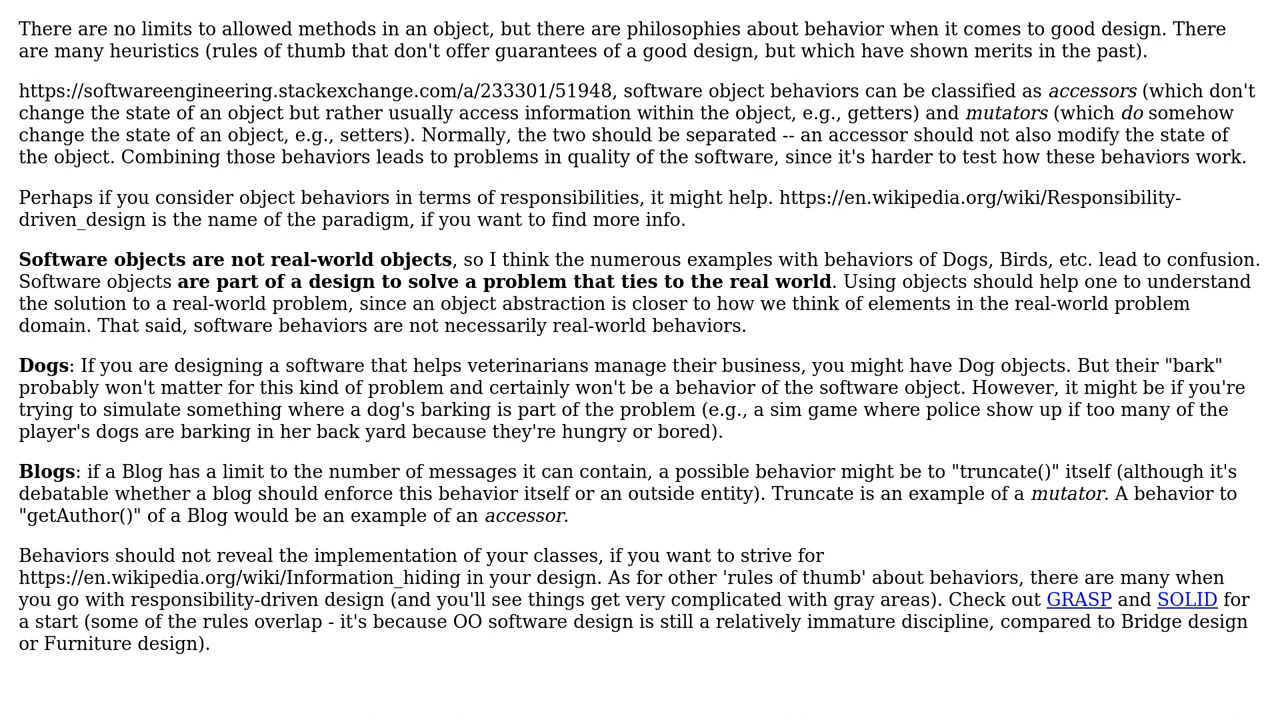 There are no limits to allowed methods in an object, but there are philosophies about behavior when it comes to good design. There
are many heuristics (rules of thumb that don't offer guarantees of a good design, but which have shown merits in the past).
https://softwareengineering.stackexchange.com/a/233301/51948, software object behaviors can be classified as accessors (which don't
change the state of an object but rather usually access information within the object, e.g., getters) and mutators (which do somehow
change the state of an object, e.g., setters). Normally, the two should be separated -- an accessor should not also modify the state of
the object. Combining those behaviors leads to problems in quality of the software, since it's harder to test how these behaviors work.
Perhaps if you consider object behaviors in terms of responsibilities, it might help. https://en.wikipedia.org/wiki/Responsibility-
driven_design is the name of the paradigm, if you want to find more info.
Software objects are not real-world objects, so I think the numerous examples with behaviors of Dogs, Birds, etc. lead to confusion.
Software objects are part of a design to solve a problem that ties to the real world. Using objects should help one to understand
the solution to a real-world problem, since an object abstraction is closer to how we think of elements in the real-world problem
domain. That said, software behaviors are not necessarily real-world behaviors.
Dogs: If you are designing a software that helps veterinarians manage their business, you might have Dog objects. But their "bark"
probably won't matter for this kind of problem and certainly won't be a behavior of the software object. However, it might be if you're
trying to simulate something where a dog's barking is part of the problem (e.g., a sim game where police show up if too many of the
player's dogs are barking in her back yard because they're hungry or bored).
Blogs: if a Blog has a limit to the number of messages it can contain, a possible behavior might be to "truncate()" itself (although it's
debatable whether a blog should enforce this behavior itself or an outside entity). Truncate is an example of a mutator. A behavior to
"getAuthor()" of a Blog would be an example of an accessor.
Behaviors should not reveal the implementation of your classes, if you want to strive for
https://en.wikipedia.org/wiki/Information_hiding in your design. As for other 'rules of thumb' about behaviors, there are many when
you go with responsibility-driven design (and you'll see things get very complicated with gray areas). Check out GRASP and SOLID for
a start (some of the rules overlap - it's because OO software design is still a relatively immature discipline, compared to Bridge design
or Furniture design).